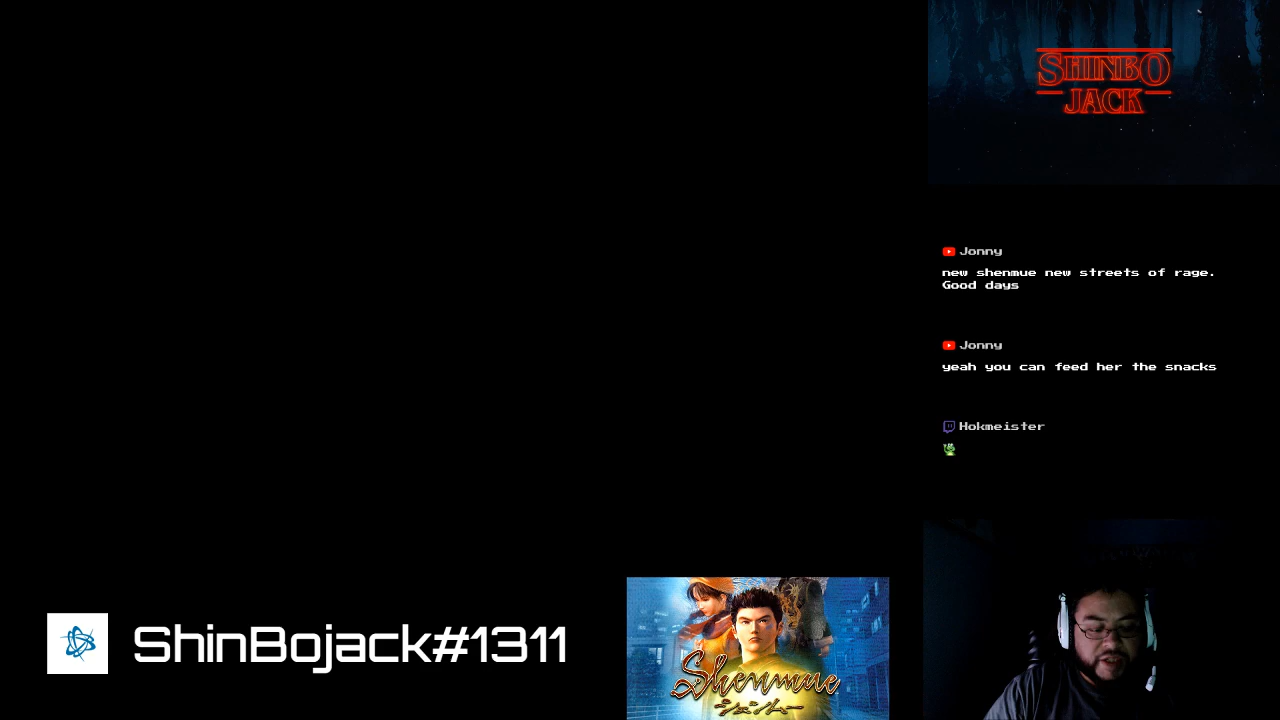 SHINBO
JACK
Jonny
new shenmue new streets of rage.
Good days
Jonny
yeah you can feed her the snacks
Hokmeister
ShinBojack#1311
Shenmue
シェンムー